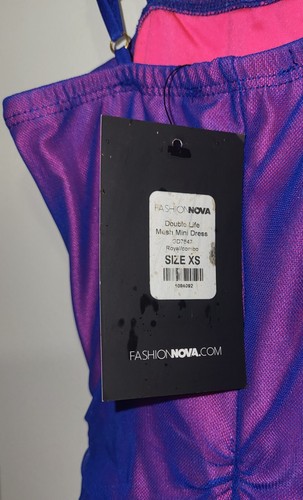 FASHIONNOVA
Double Life
Mesh Mini Dress
SIZE XS
FASHIONNOVA.COM